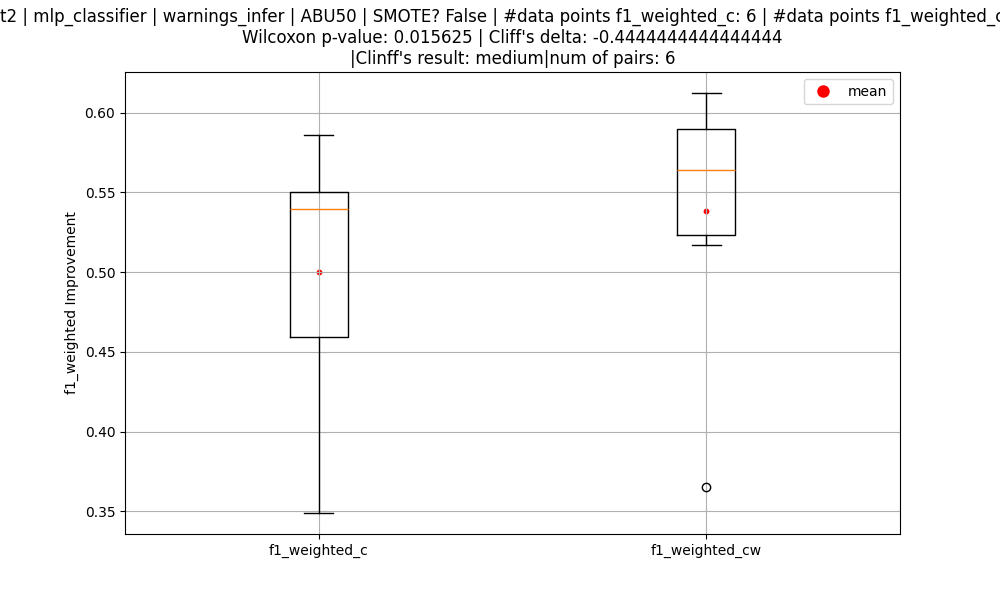 t2 | mlp_classifier | warnings_infer | ABU50 | SMOTE? False | #data points f1_weighted_c: 6 | #data points f1_weighted_c
Wilcoxon p-value: 0.015625 | Cliff's delta: -0.4444444444444444
|Clinff's result: medium|num of pairs: 6
mean
f1_weighted Improvement
0.60
0.55
0.50
0.45
0.40
0.35
f1_weighted_c
f1_weighted_cw